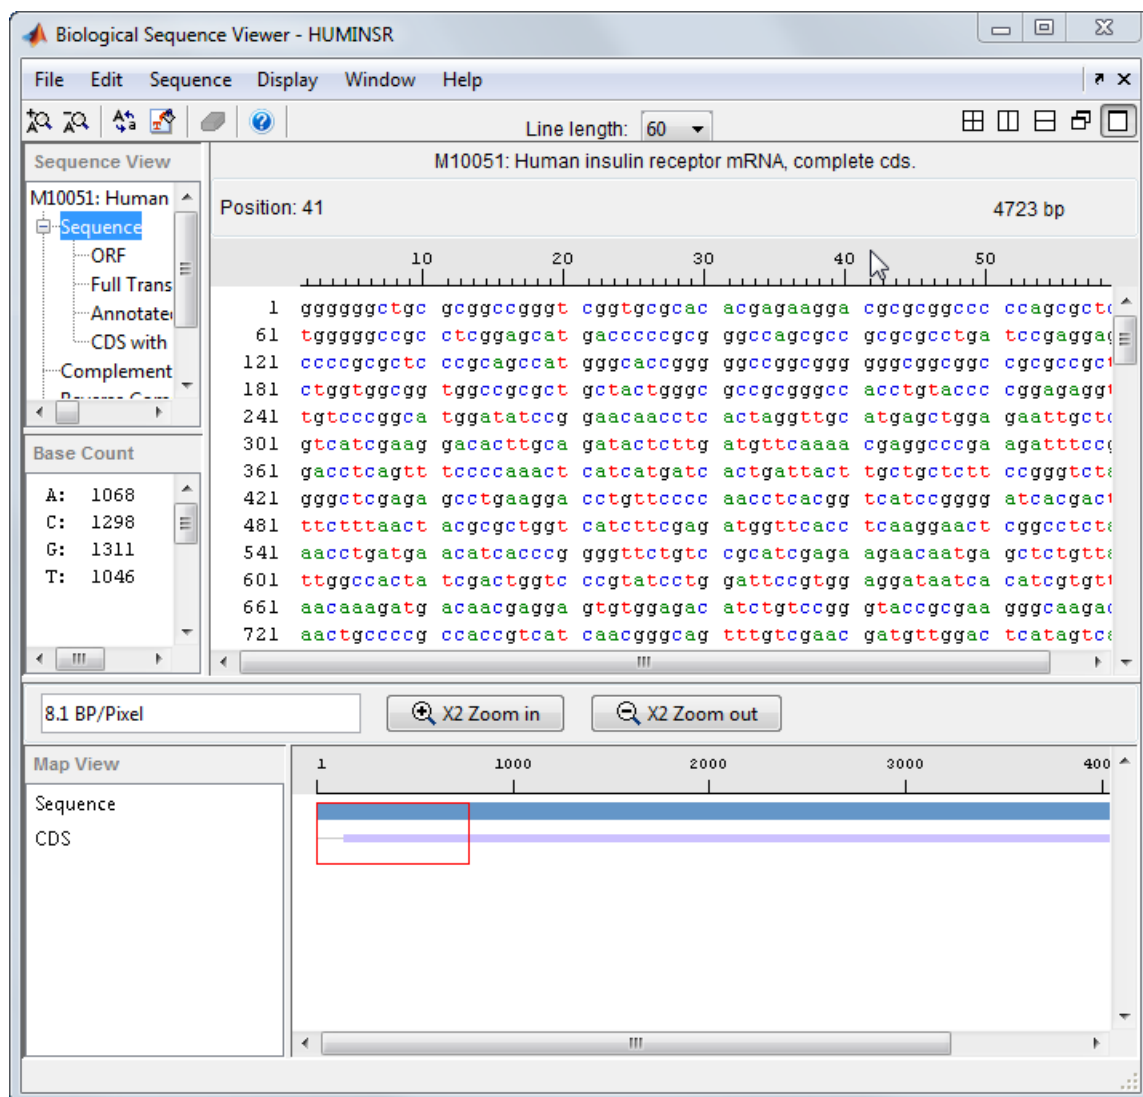 Biological Sequence Viewer - HUMINSR
File Edit Sequence Display Window Help
Line length: 60
Sequence View
M10051: Human insulin receptor mRNA, complete cds.
M10051: Human
Sequence
ORF
Full Trans
Annotate
CDS with
Complement
Position: 41 4723 bp
10 20 30 40 50
1 ggggggctgc gcggccgggt cggtgcgcac acgagaagga cgcgcggccc ccagcgct
61 tgggggccgc ctcggagcat gacccccgcg ggccagcgcc gcgcgcctga tccgagga
121 ccccgcgctc ccgcagccat gggcaccggg ggccggcggg gggcggcggc cgcgccgc
181 ctggtggcgg tggccgcgct gctactgggc gccgcgggcc acctgtaccc cggagagg
241 tgtcccggca tggatatccg gaacaacctc actaggttgc atgagctgga gaattgct
301 gtcatcgaag gacacttgca gatactcttg atgttcaaaa cgaggcccga agatttcc
361 gacctcagtt tccccaaact catcatgatc actgattact tgctgctctt ccgggtct
421 gggctcgaga gcctgaagga cctgttcccc aacctcacgg tcatccgggg atcacgac
481 ttctttaact acgcgctggt catcttcgag atggttcacc tcaaggaact cggcctct
541 aacctgatga acatcacccg gggttctgtc cgcatcgaga agaacaatga gctctgtt
601 ttggccacta tcgactggtc ccgtatcctg gattccgtgg aggataatca catcgtgt
661 aacaaagatg acaacgagga gtgtggagac atctgtccgg gtaccgcgaa gggcaaga
721 aactgccccg ccaccgtcat caacgggcag tttgtcgaac gatgttggac tcatagtc
Base Count
A: 1068
C: 1298
G: 1311
T: 1046
8.1 BP/Pixel X2 Zoom in X2 Zoom out
Map View
1 1000 2000 3000 400
Sequence
CDS